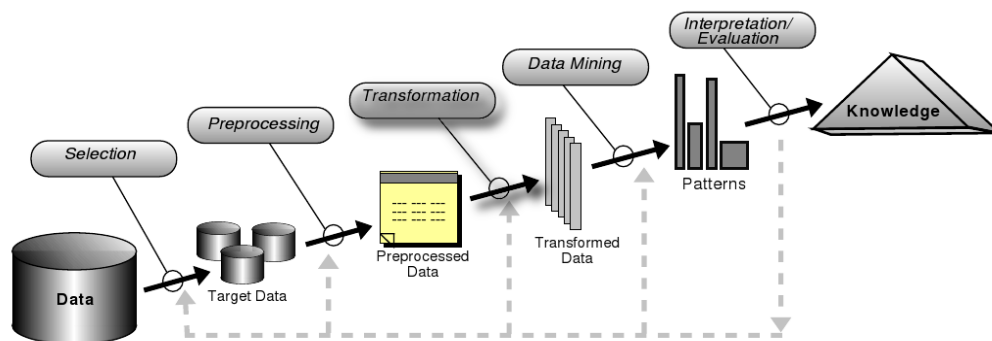 Interpretation/
Evaluation
Data Mining
Transformation
Preprocessing
Selection
Knowledge
Patterns
Transformed
Data
Preprocessed
Data
Target Data
Data